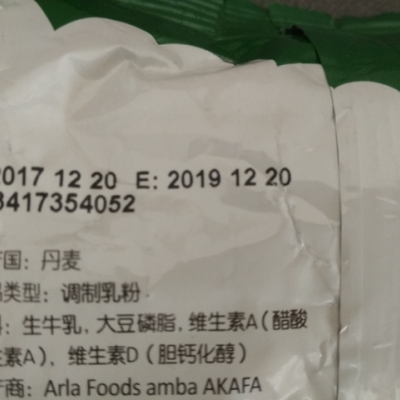 2017 12 20 E: 2019 12 20
3417354052
国：丹麦
类型：调制乳粉
：生牛乳，大豆磷脂，维生素A（醋酸
生素A）、维生素D（胆钙化醇）
商：Arla Foods amba AKAFA